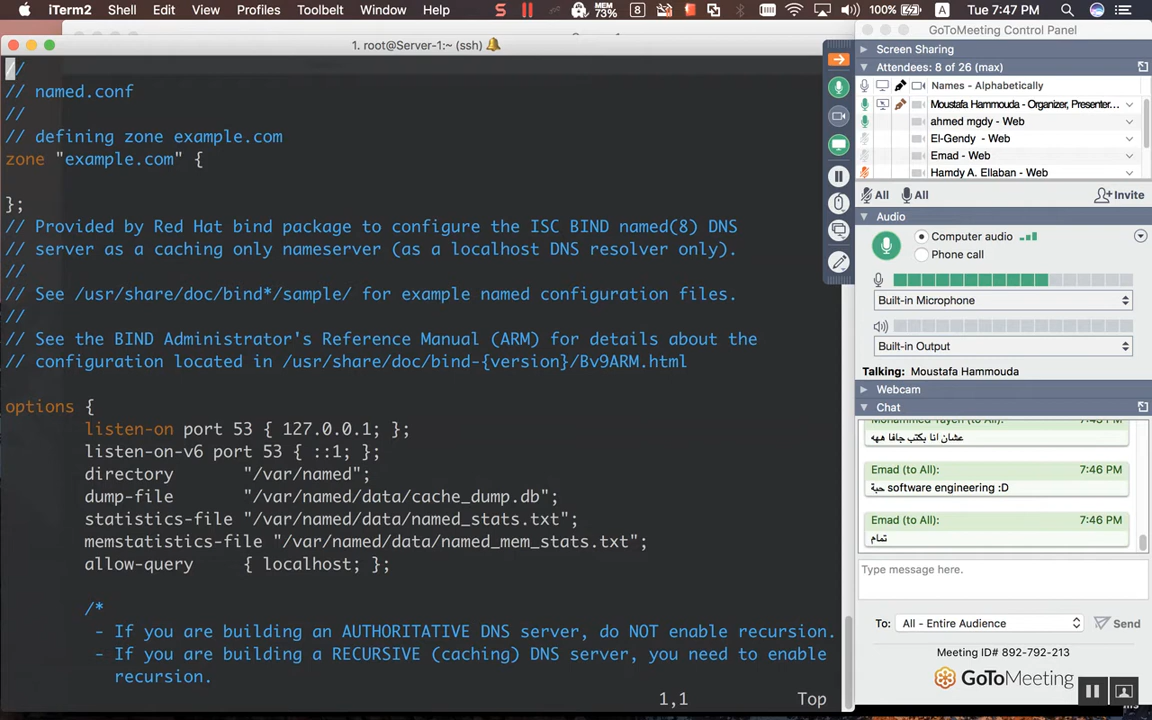 iTerm2 Shell Edit View Profiles Toolbelt Window Help
MEM 73% 8 100% A Tue 7:47 PM
1. root@Server-1:~ (ssh)
//
// named.conf
//
// defining zone example.com
zone "example.com" {
};
// Provided by Red Hat bind package to configure the ISC BIND named(8) DNS
// server as a caching only nameserver (as a localhost DNS resolver only).
//
// See /usr/share/doc/bind*/sample/ for example named configuration files.
//
// See the BIND Administrator's Reference Manual (ARM) for details about the
// configuration located in /usr/share/doc/bind-{version}/Bv9ARM.html
options {
listen-on port 53 { 127.0.0.1; };
listen-on-v6 port 53 { ::1; };
directory "/var/named";
dump-file "/var/named/data/cache_dump.db";
statistics-file "/var/named/data/named_stats.txt";
memstatistics-file "/var/named/data/named_mem_stats.txt";
allow-query { localhost; };
/*
- If you are building an AUTHORITATIVE DNS server, do NOT enable recursion.
- If you are building a RECURSIVE (caching) DNS server, you need to enable
recursion.
1,1 Top
GoToMeeting Control Panel
Screen Sharing
Attendees: 8 of 26 (max)
Names - Alphabetically
Moustafa Hammouda - Organizer, Presenter...
ahmed mgdy - Web
El-Gendy - Web
Emad - Web
Hamdy A. Ellaban - Web
All All Invite
Audio
Computer audio
Phone call
Built-in Microphone
Built-in Output
Talking: Moustafa Hammouda
Webcam
Chat
عشان انا بكتب جافا ههه
Emad (to All): 7:46 PM
حبة software engineering :D
Emad (to All): 7:46 PM
تمام
Type message here.
To: All - Entire Audience Send
Meeting ID# 892-792-213
GoToMeeting